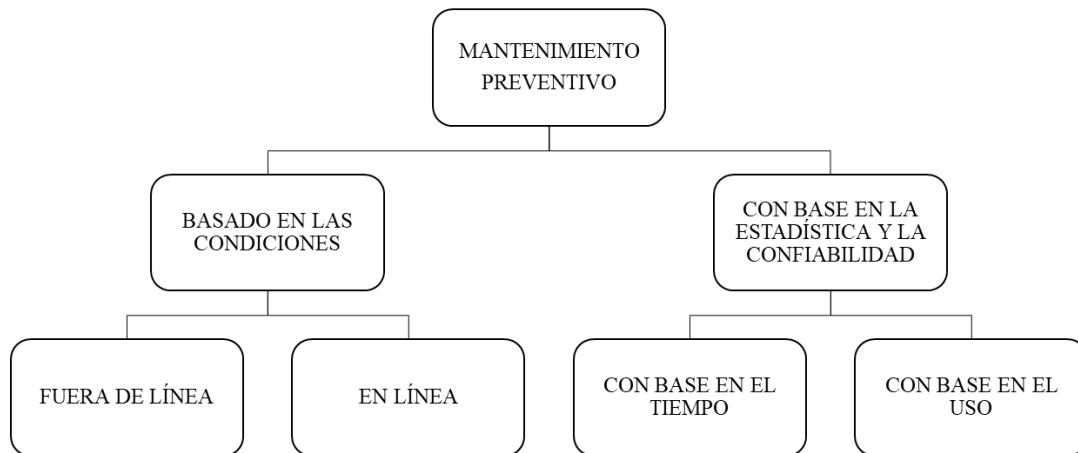 MANTENIMIENTO
PREVENTIVO
BASADO EN LAS
CONDICIONES
CON BASE EN LA
ESTADÍSTICA Y LA
CONFIABILIDAD
FUERA DE LÍNEA
EN LÍNEA
CON BASE EN EL
TIEMPO
CON BASE EN EL
USO